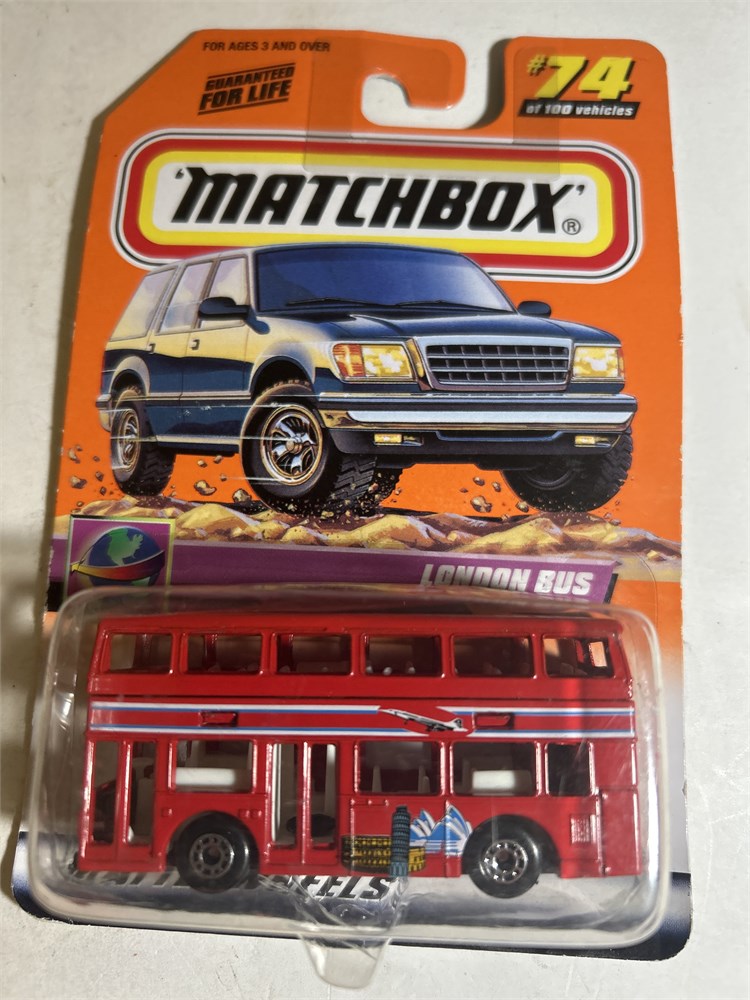 FOR AGES 3 AND OVER
GUARANTEED
FOR LIFE
#74
of 100 vehicles
'MATCHBOX'®
LONDON BUS